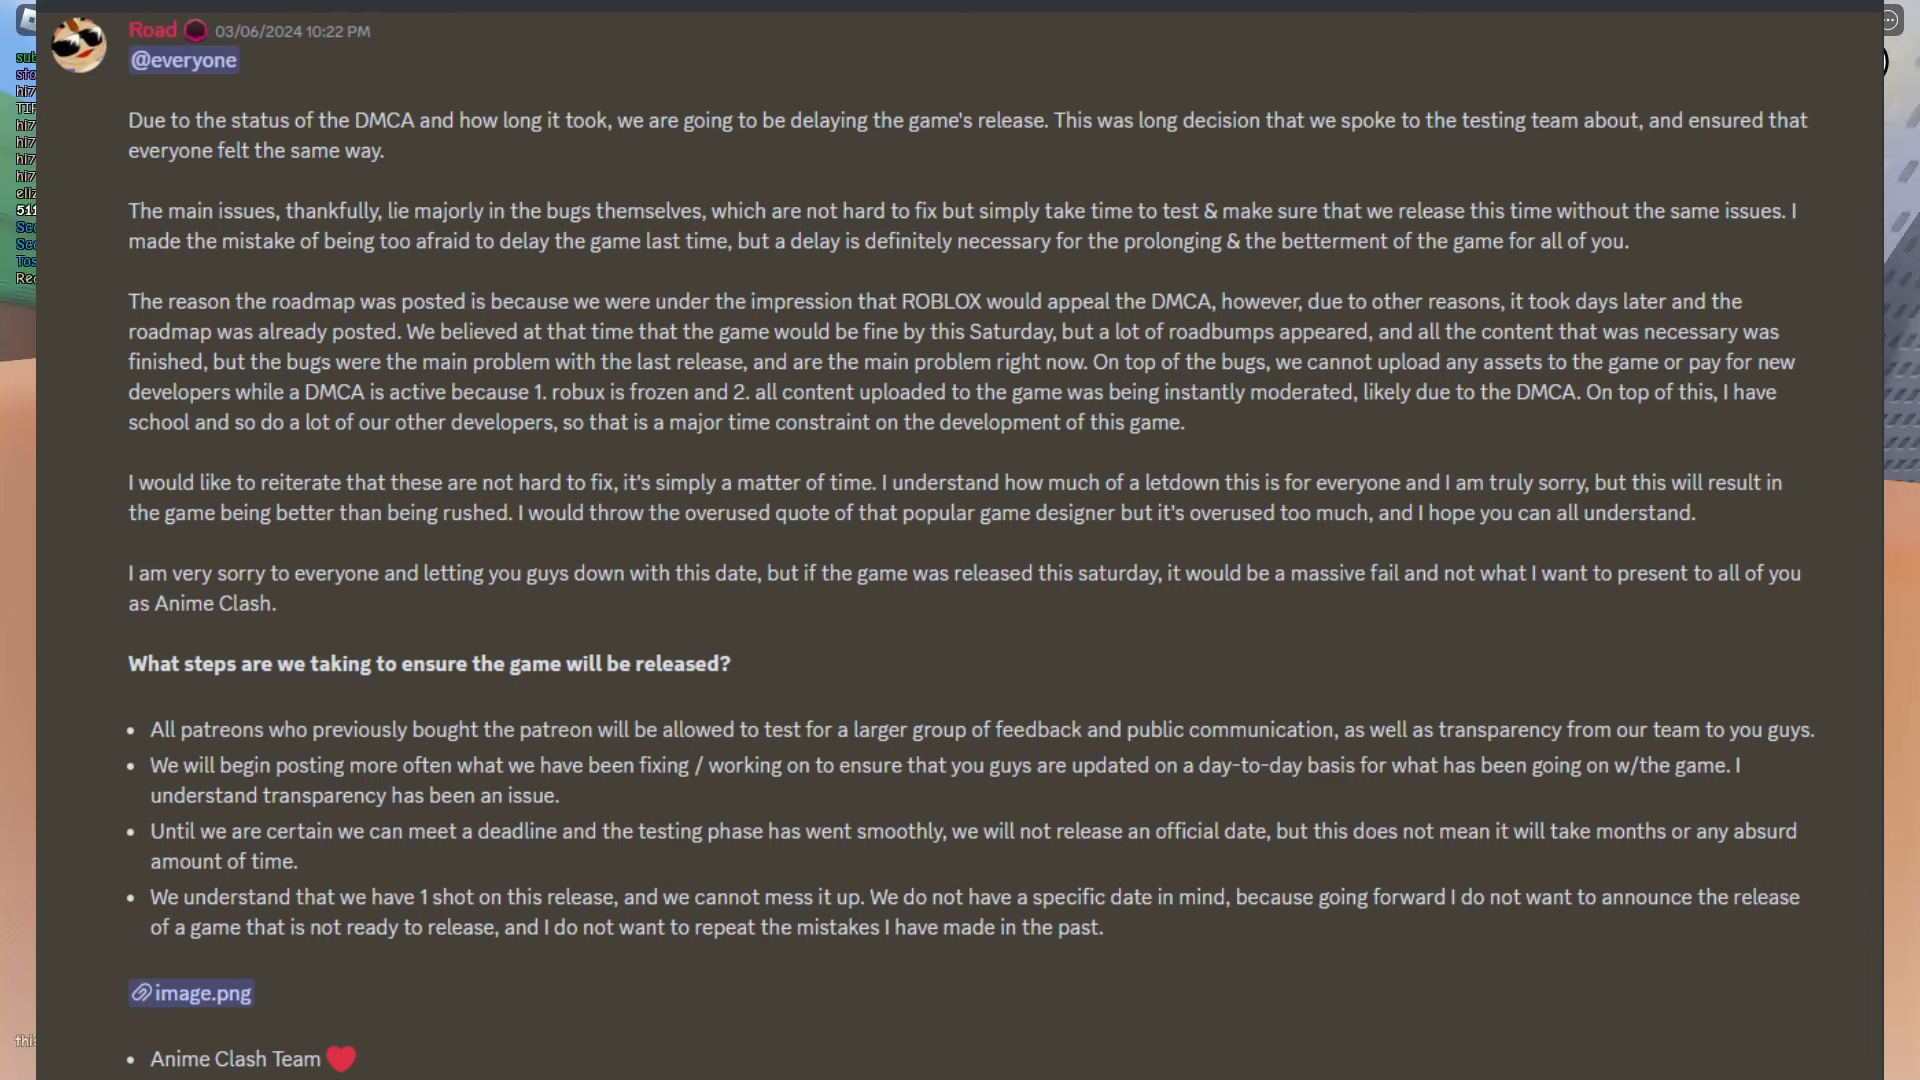 Road 03/06/2024 10:22 PM
@everyone
Due to the status of the DMCA and how long it took, we are going to be delaying the game's release. This was long decision that we spoke to the testing team about, and ensured that
everyone felt the same way.
The main issues, thankfully, lie majorly in the bugs themselves, which are not hard to fix but simply take time to test & make sure that we release this time without the same issues. I
made the mistake of being too afraid to delay the game last time, but a delay is definitely necessary for the prolonging & the betterment of the game for all of you.
The reason the roadmap was posted is because we were under the impression that ROBLOX would appeal the DMCA, however, due to other reasons, it took days later and the
roadmap was already posted. We believed at that time that the game would be fine by this Saturday, but a lot of roadbumps appeared, and all the content that was necessary was
finished, but the bugs were the main problem with the last release, and are the main problem right now. On top of the bugs, we cannot upload any assets to the game or pay for new
developers while a DMCA is active because 1. robux is frozen and 2. all content uploaded to the game was being instantly moderated, likely due to the DMCA. On top of this, I have
school and so do a lot of our other developers, so that is a major time constraint on the development of this game.
I would like to reiterate that these are not hard to fix, it's simply a matter of time. I understand how much of a letdown this is for everyone and I am truly sorry, but this will result in
the game being better than being rushed. I would throw the overused quote of that popular game designer but it's overused too much, and I hope you can all understand.
I am very sorry to everyone and letting you guys down with this date, but if the game was released this saturday, it would be a massive fail and not what I want to present to all of you
as Anime Clash.
What steps are we taking to ensure the game will be released?
• All patreons who previously bought the patreon will be allowed to test for a larger group of feedback and public communication, as well as transparency from our team to you guys.
• We will begin posting more often what we have been fixing / working on to ensure that you guys are updated on a day-to-day basis for what has been going on w/the game. I
understand transparency has been an issue.
• Until we are certain we can meet a deadline and the testing phase has went smoothly, we will not release an official date, but this does not mean it will take months or any absurd
amount of time.
• We understand that we have 1 shot on this release, and we cannot mess it up. We do not have a specific date in mind, because going forward I do not want to announce the release
of a game that is not ready to release, and I do not want to repeat the mistakes I have made in the past.
image.png
• Anime Clash Team